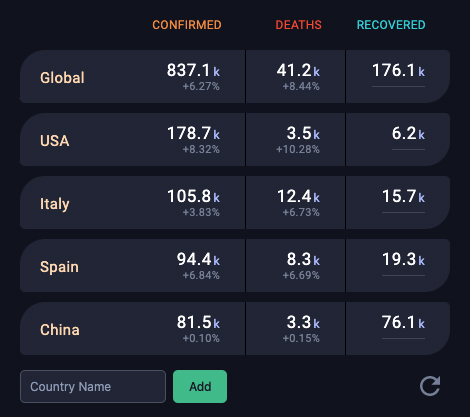 CONFIRMED DEATHS RECOVERED
Global 837.1 k 41.2 k 176.1 k
+6.27% +8.44%
USA 178.7 k 3.5 k 6.2 k
+8.32% +10.28%
Italy 105.8 k 12.4 k 15.7 k
+3.83% +6.73%
Spain 94.4 k 8.3 k 19.3 k
+6.84% +6.69%
China 81.5 k 3.3 k 76.1 k
+0.10% +0.15%
Country Name Add